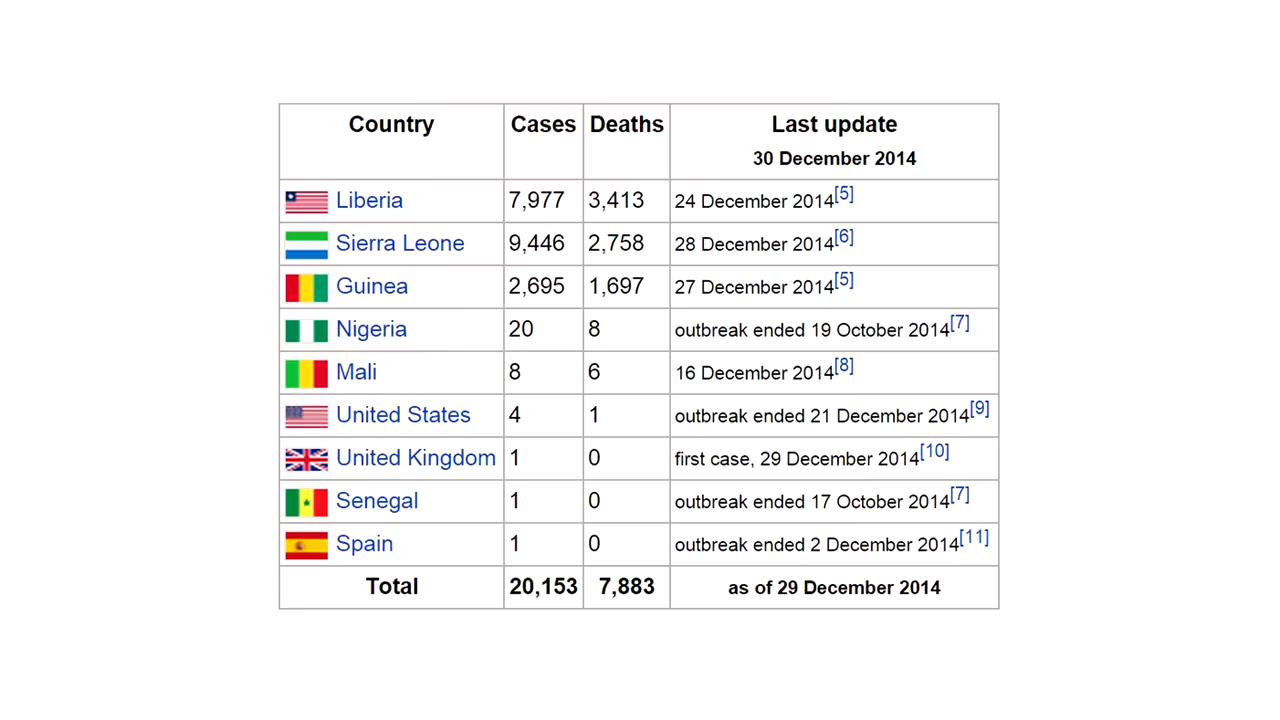 Country Cases Deaths Last update
30 December 2014
Liberia 7,977 3,413 24 December 2014[5]
Sierra Leone 9,446 2,758 28 December 2014[6]
Guinea 2,695 1,697 27 December 2014[5]
Nigeria 20 8 outbreak ended 19 October 2014[7]
Mali 8 6 16 December 2014[8]
United States 4 1 outbreak ended 21 December 2014[9]
United Kingdom 1 0 first case, 29 December 2014[10]
Senegal 1 0 outbreak ended 17 October 2014[7]
Spain 1 0 outbreak ended 2 December 2014[11]
Total 20,153 7,883 as of 29 December 2014